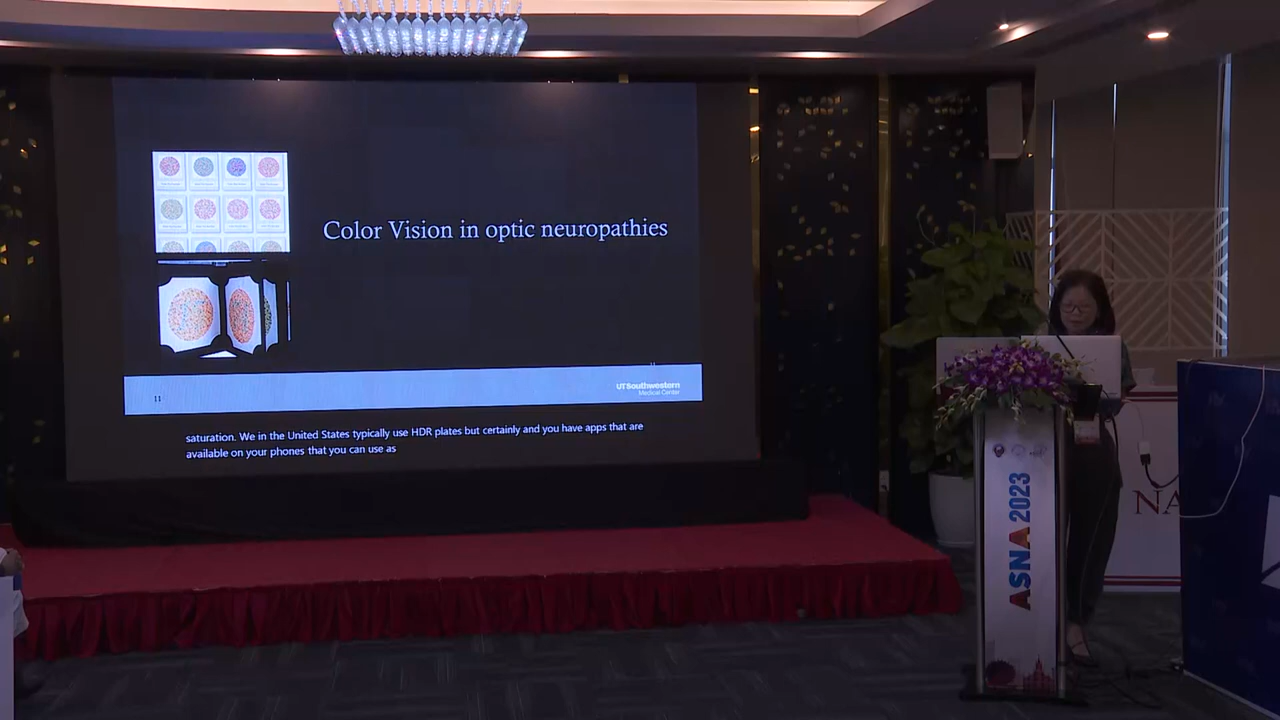 Color Vision in optic neuropathies
11
UTSouthwestern
Medical Center
saturation. We in the United States typically use HDR plates but certainly and you have apps that are
available on your phones that you can use as
ASNA 2023
NA